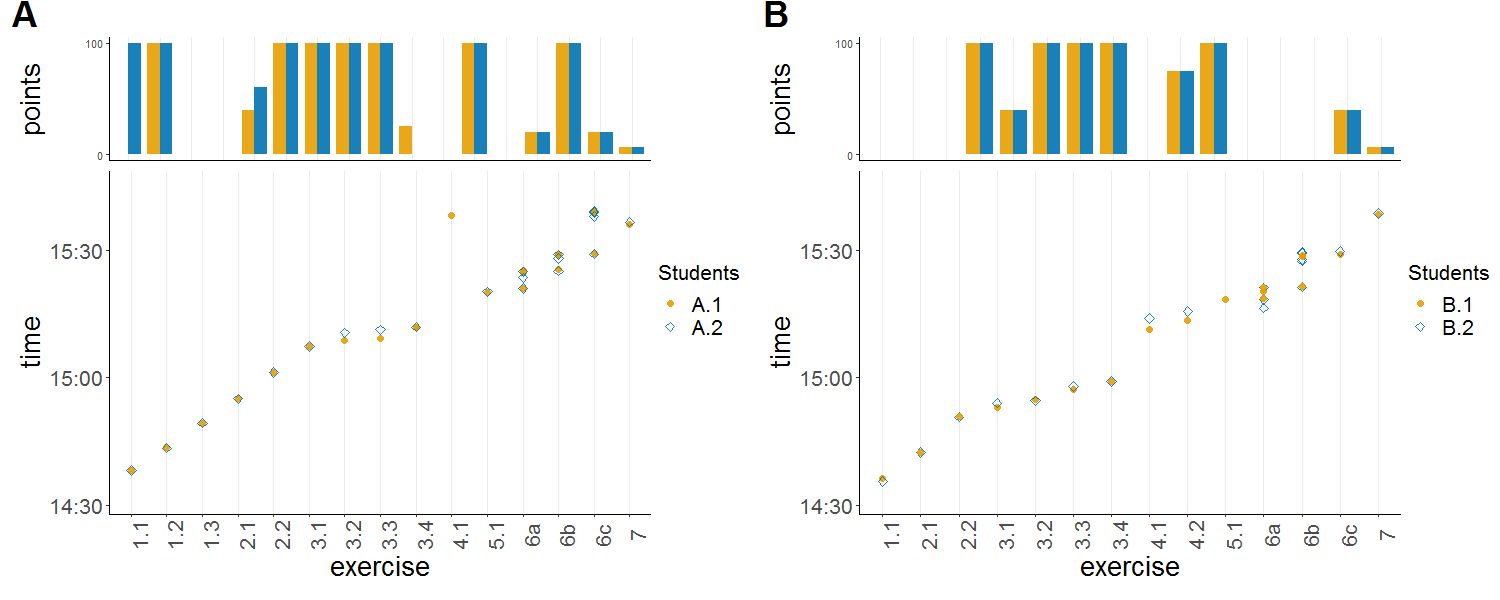 A
points
100
0
time
15:30
15:00
14:30
1.1 1.2 1.3 2.1 2.2 3.1 3.2 3.3 3.4 4.1 5.1 6a 6b 6c 7
exercise
Students
A.1
A.2
B
points
100
0
time
15:30
15:00
14:30
1.1 2.1 2.2 3.1 3.2 3.3 3.4 4.1 4.2 5.1 6a 6b 6c 7
exercise
Students
B.1
B.2